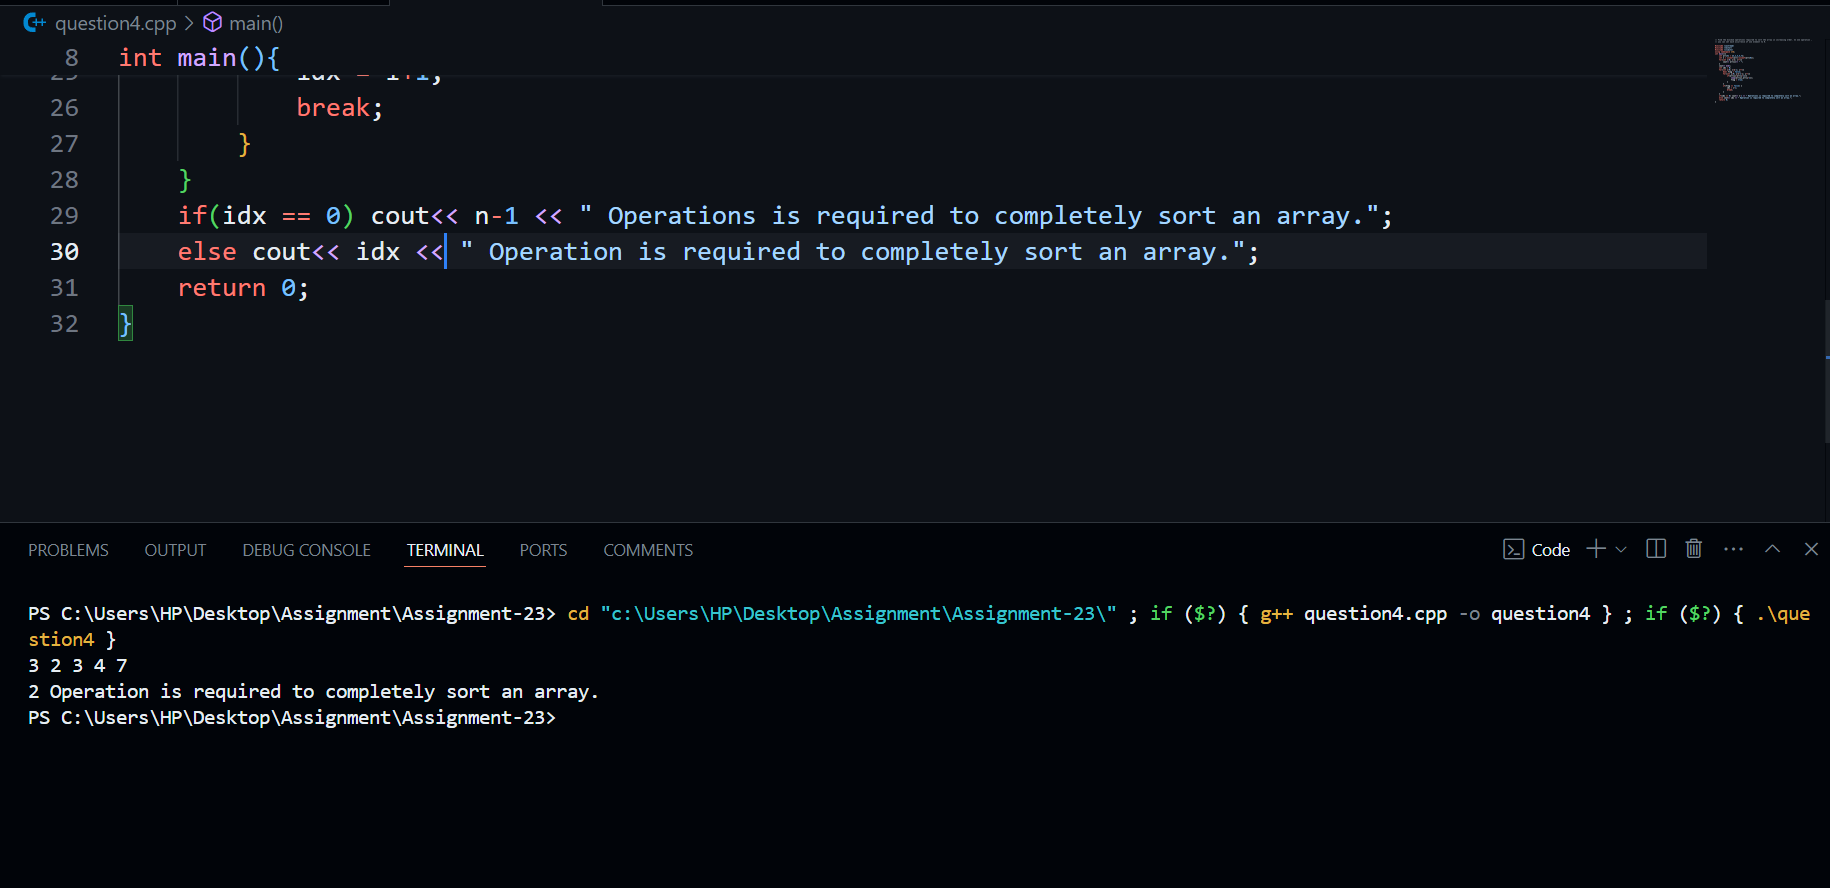 question4.cpp > main()
8 int main(){
25 idx = i+1;
26 break;
27 }
28 }
29 if(idx == 0) cout<< n-1 << " Operations is required to completely sort an array.";
30 else cout<< idx << " Operation is required to completely sort an array.";
31 return 0;
32 }
PROBLEMS OUTPUT DEBUG CONSOLE TERMINAL PORTS COMMENTS Code
PS C:\Users\HP\Desktop\Assignment\Assignment-23> cd "c:\Users\HP\Desktop\Assignment\Assignment-23\" ; if ($?) { g++ question4.cpp -o question4 } ; if ($?) { .\que
stion4 }
3 2 3 4 7
2 Operation is required to completely sort an array.
PS C:\Users\HP\Desktop\Assignment\Assignment-23>